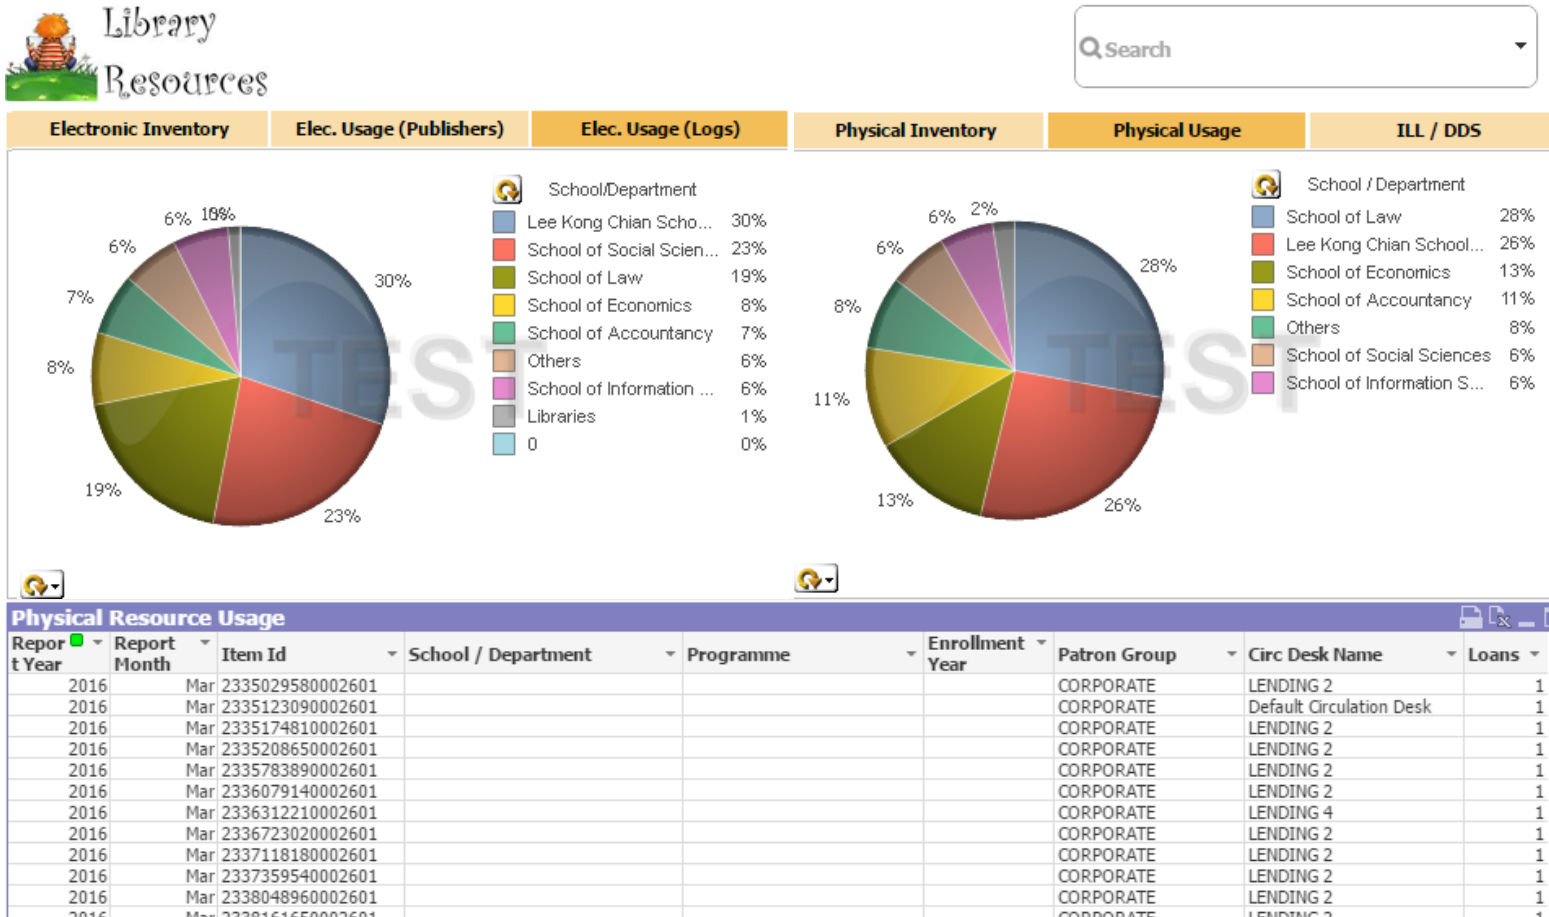 Library
Resources
Search
Electronic Inventory
Elec. Usage (Publishers)
Elec. Usage (Logs)
Physical Inventory
Physical Usage
ILL / DDS
School/Department
Lee Kong Chian Scho... 30%
School of Social Scien... 23%
School of Law 19%
School of Economics 8%
School of Accountancy 7%
Others 6%
School of Information ... 6%
Libraries 1%
0 0%
6%
6%
7%
8%
19%
23%
30%
TEST
School / Department
School of Law 28%
Lee Kong Chian School... 26%
School of Economics 13%
School of Accountancy 11%
Others 8%
School of Social Sciences 6%
School of Information S... 6%
2%
6%
6%
8%
11%
13%
26%
28%
TEST
Physical Resource Usage
Repor t Year Report Month Item Id School / Department Programme Enrollment Year Patron Group Circ Desk Name Loans
2016 Mar 2335029580002601 CORPORATE LENDING 2 1
2016 Mar 2335123090002601 CORPORATE Default Circulation Desk 1
2016 Mar 2335174810002601 CORPORATE LENDING 2 1
2016 Mar 2335208650002601 CORPORATE LENDING 2 1
2016 Mar 2335783890002601 CORPORATE LENDING 2 1
2016 Mar 2336079140002601 CORPORATE LENDING 2 1
2016 Mar 2336312210002601 CORPORATE LENDING 4 1
2016 Mar 2336723020002601 CORPORATE LENDING 2 1
2016 Mar 2337118180002601 CORPORATE LENDING 2 1
2016 Mar 2337359540002601 CORPORATE LENDING 2 1
2016 Mar 2338048960002601 CORPORATE LENDING 2 1